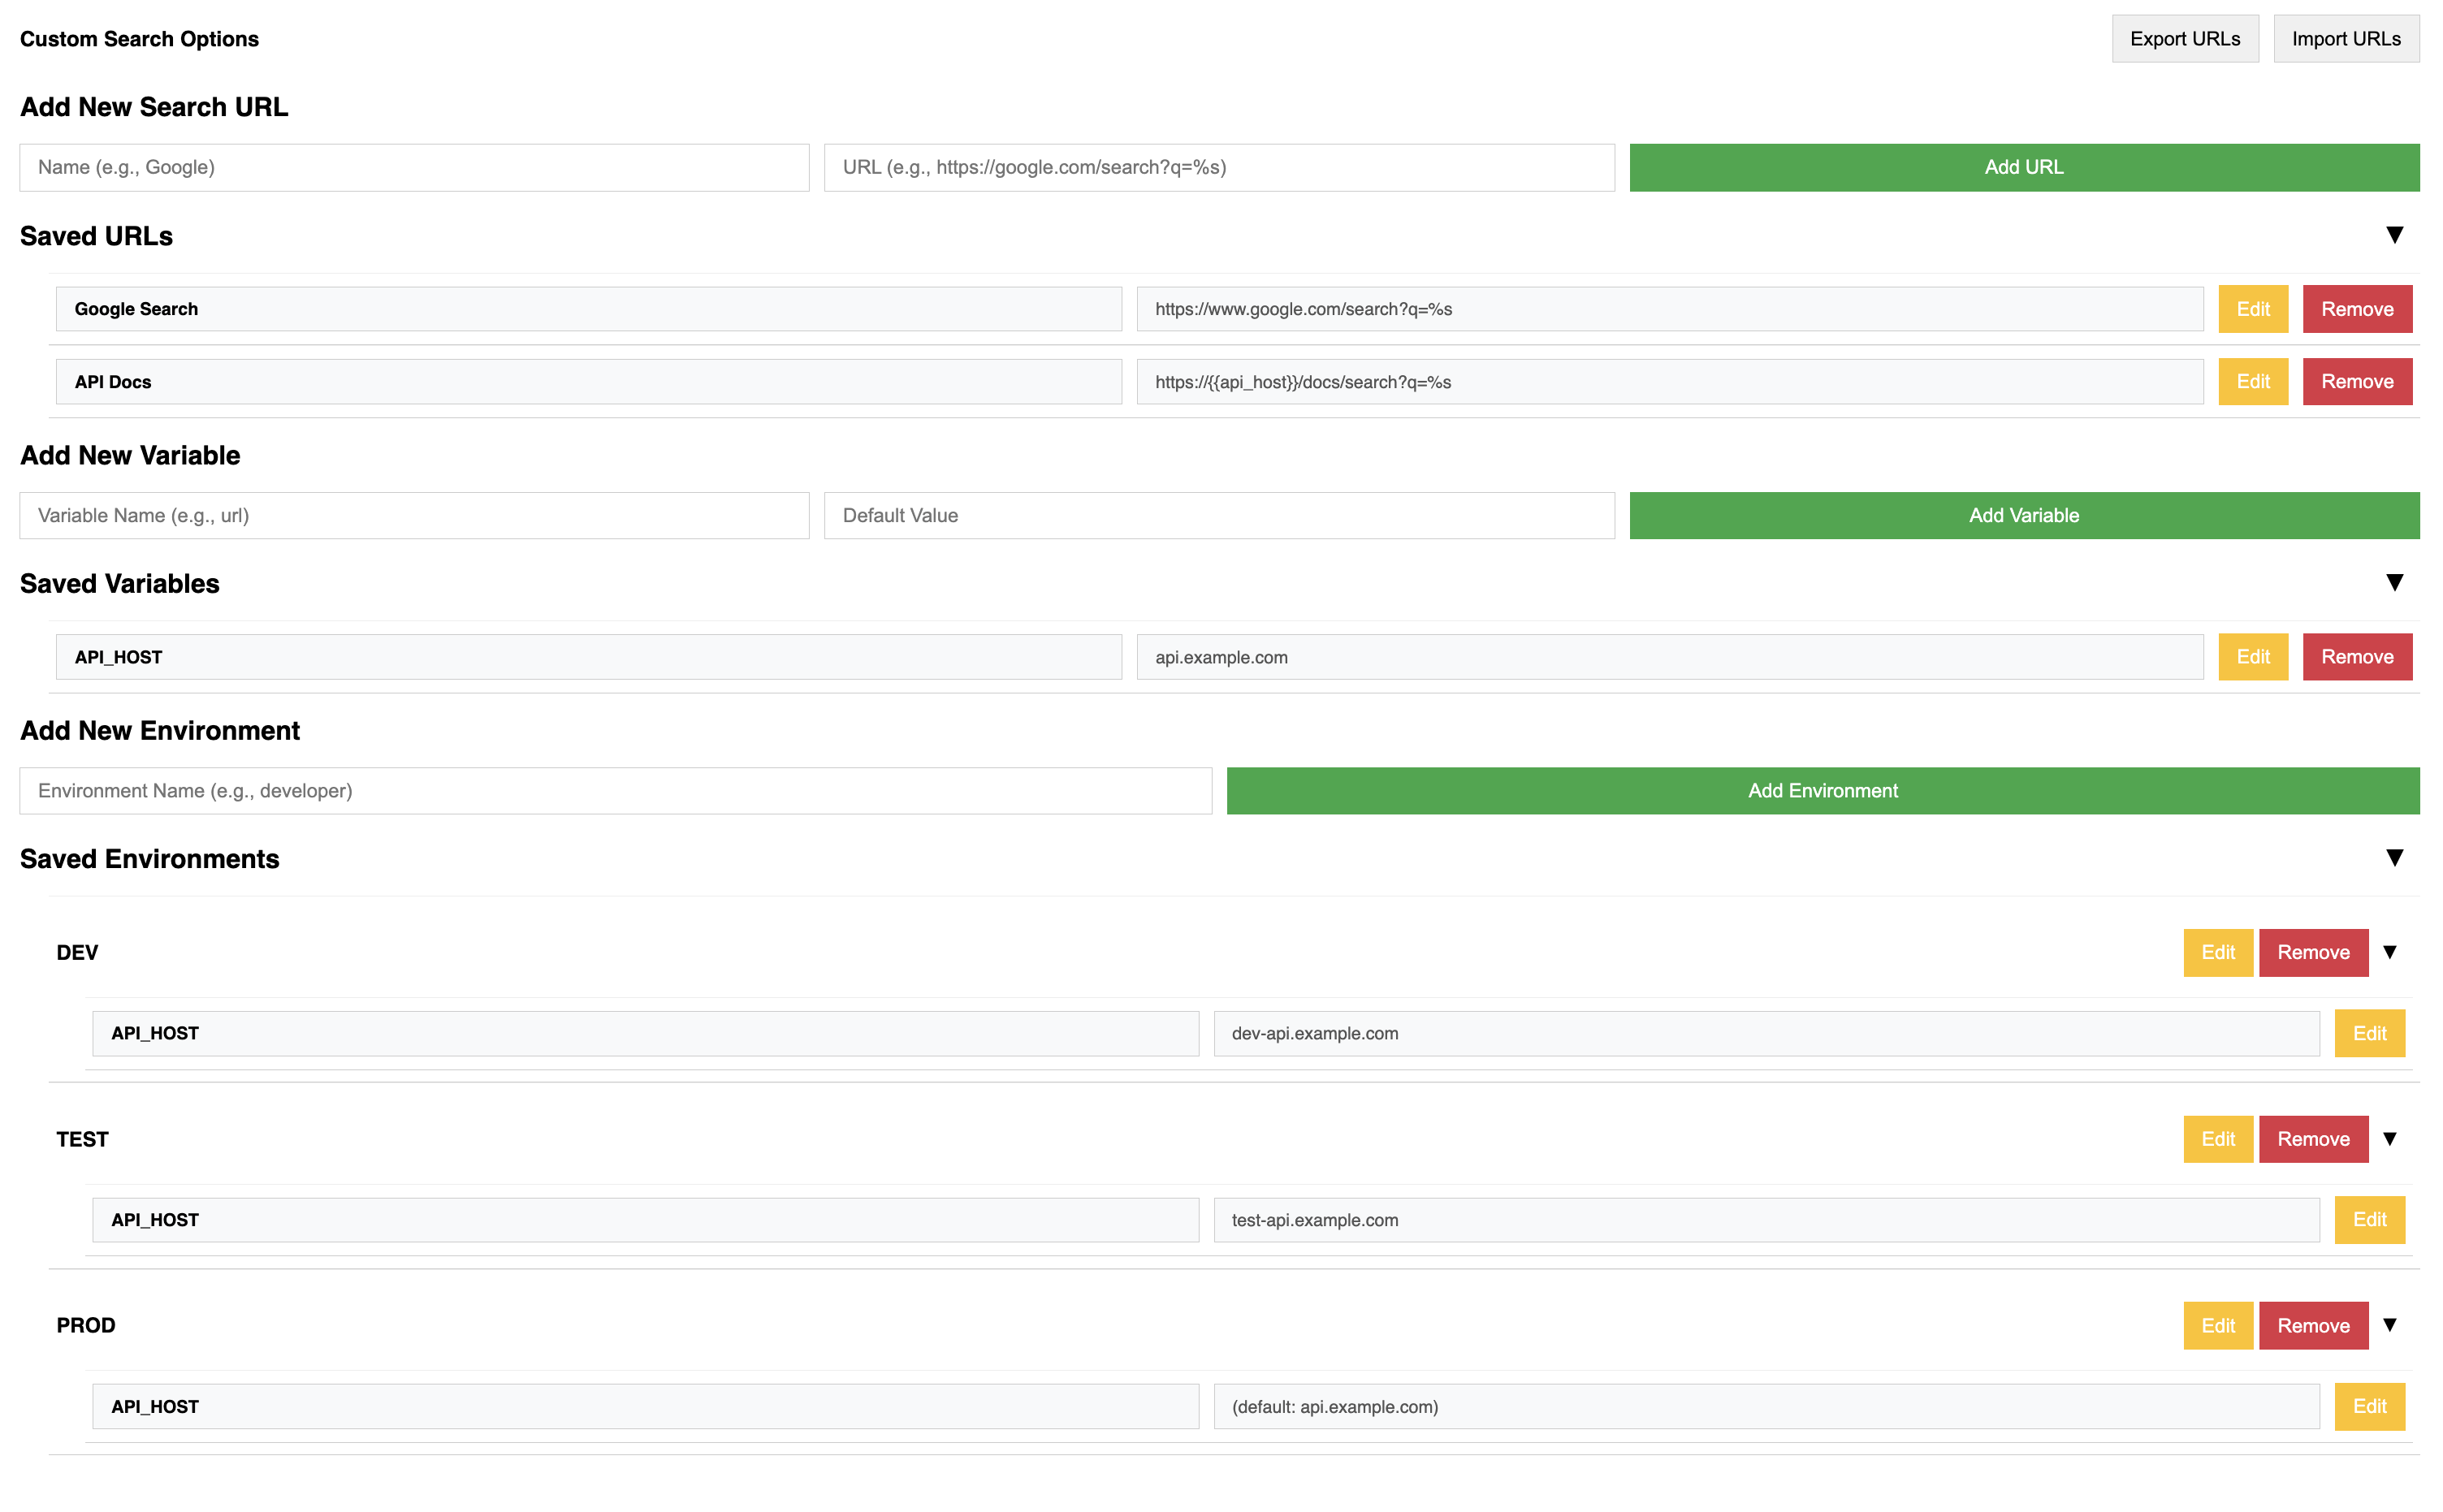 Custom Search Options
Export URLs
Import URLs
Add New Search URL
Name (e.g., Google)
URL (e.g., https://google.com/search?q=%s)
Add URL
Saved URLs
▼
Google Search
https://www.google.com/search?q=%s
Edit
Remove
API Docs
https://{{api_host}}/docs/search?q=%s
Edit
Remove
Add New Variable
Variable Name (e.g., url)
Default Value
Add Variable
Saved Variables
▼
API_HOST
api.example.com
Edit
Remove
Add New Environment
Environment Name (e.g., developer)
Add Environment
Saved Environments
▼
DEV
Edit
Remove
▼
API_HOST
dev-api.example.com
Edit
TEST
Edit
Remove
▼
API_HOST
test-api.example.com
Edit
PROD
Edit
Remove
▼
API_HOST
(default: api.example.com)
Edit